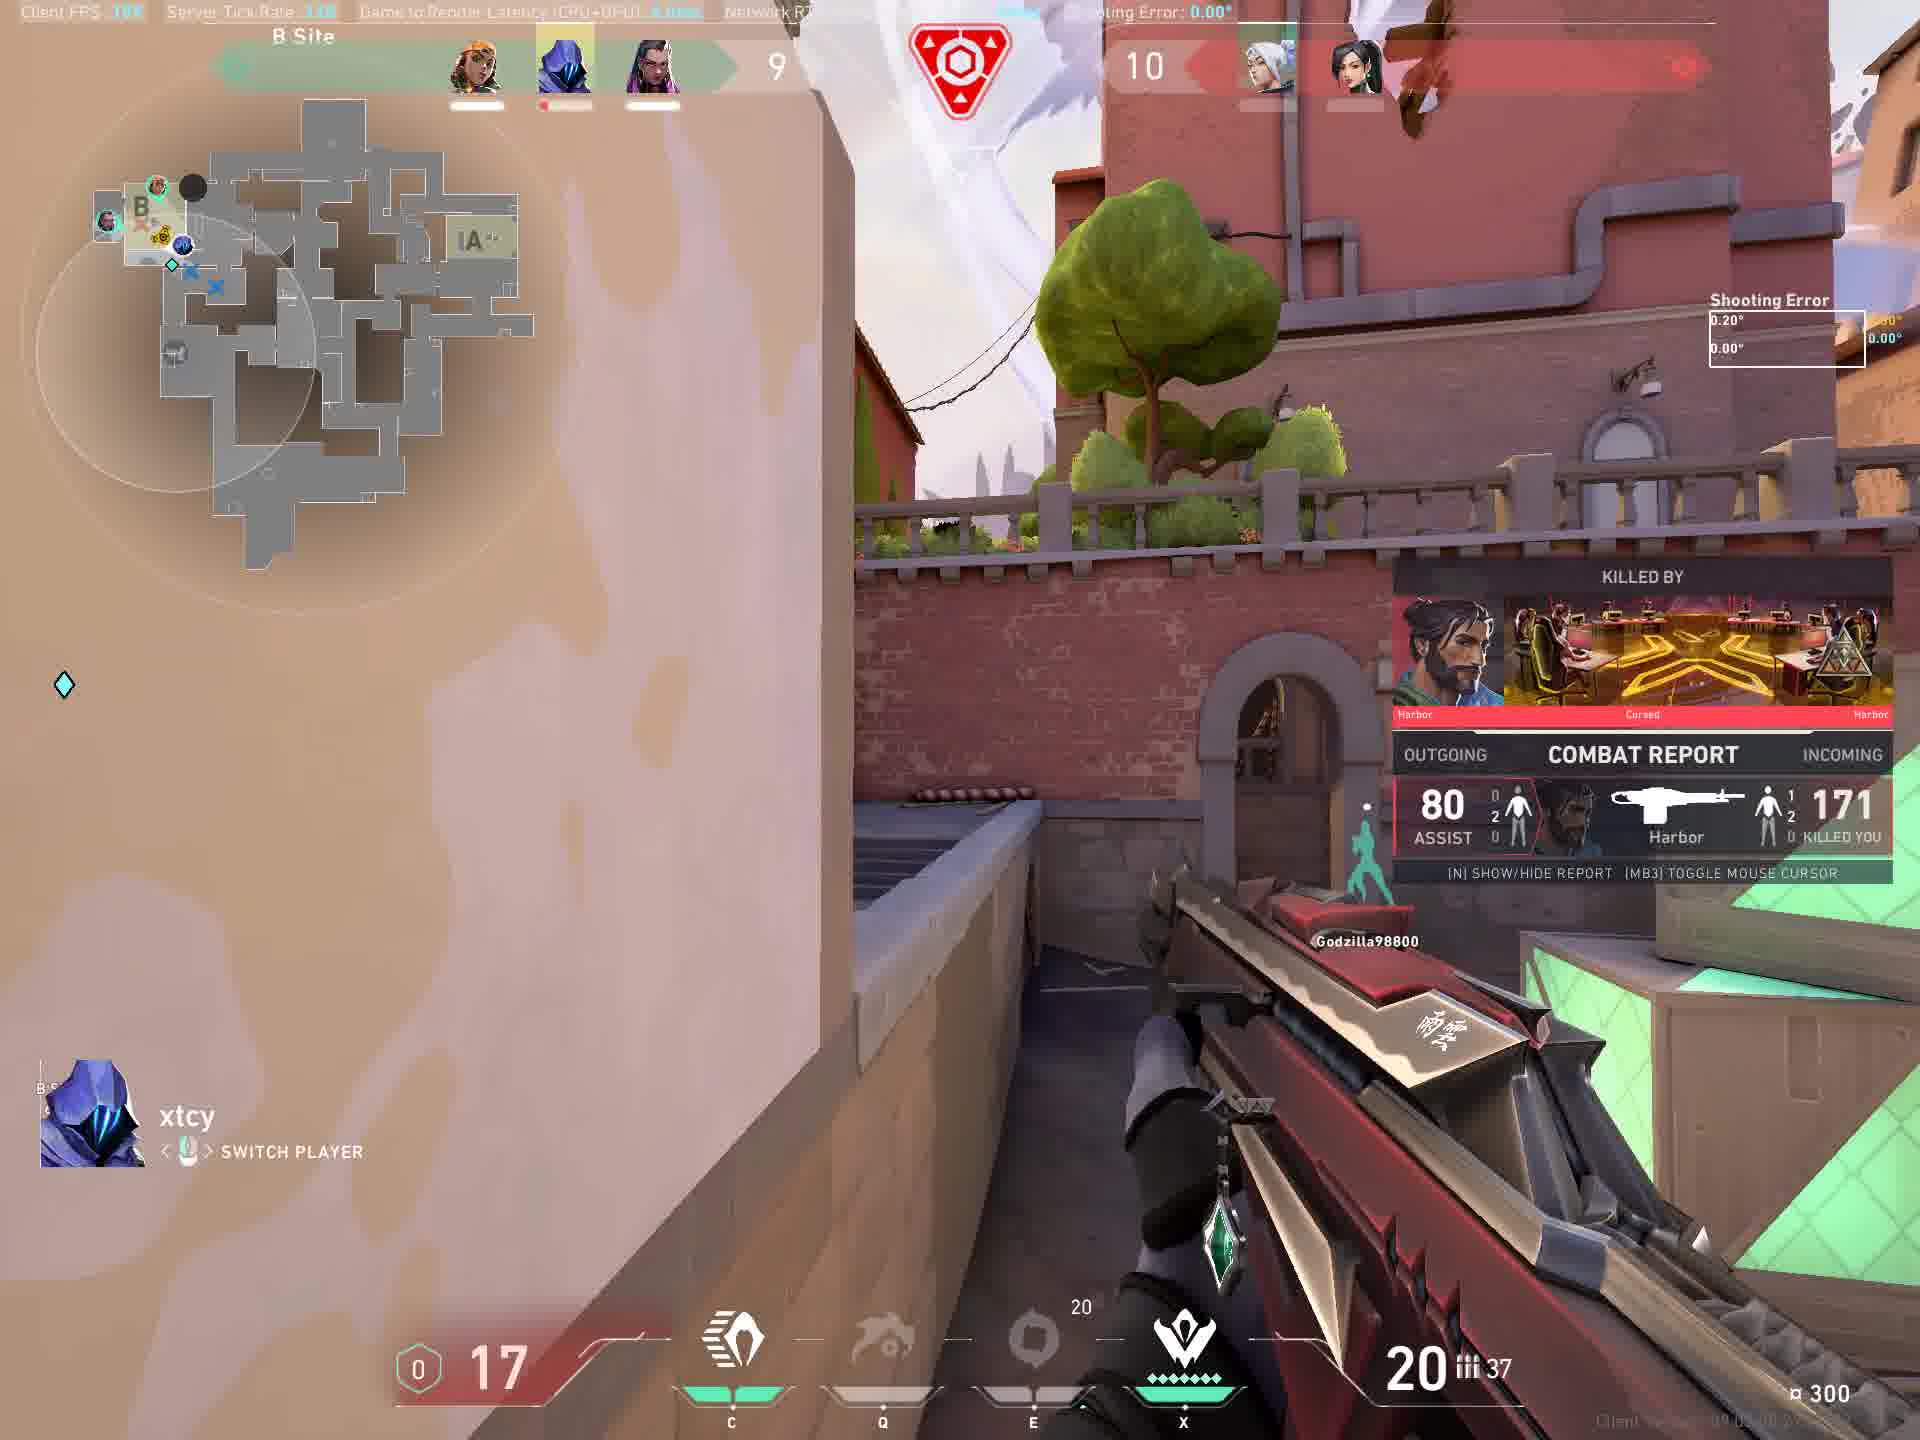 Client FPS:
Server Tick Rate:
Game to Render Latency (CPU+GPU):
Network
Error: 0.00°
B Site
9
10
B
A
Shooting Error
0.20°
0.00°
0.00°
KILLED BY
Harbor
Cursed
Harbor
OUTGOING
COMBAT REPORT
INCOMING
80
ASSIST
0
2
0
Harbor
1
2
0
171
KILLED YOU
[N] SHOW/HIDE REPORT [MB3] TOGGLE MOUSE CURSOR
Godzilla98800
xtcy
< > SWITCH PLAYER
0
17
20
20
37
¤ 300
C
Q
E
X